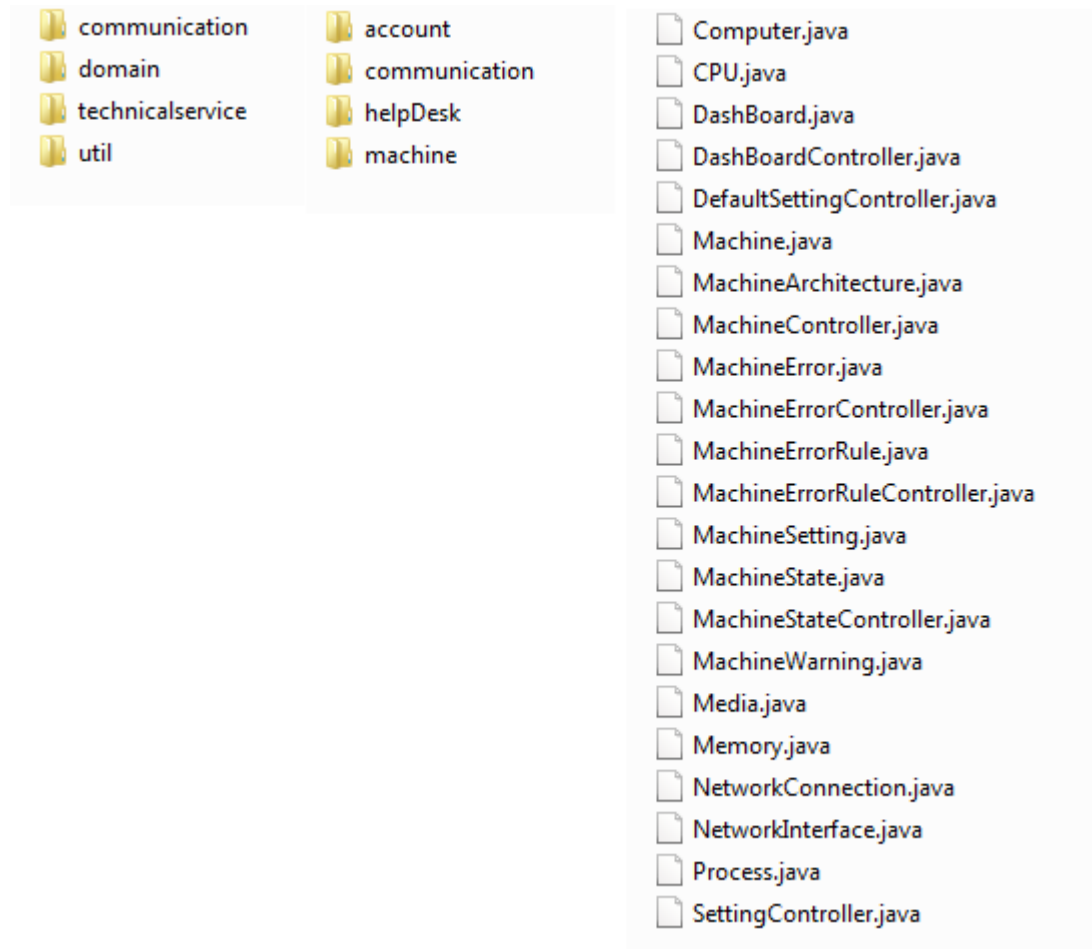 communication
domain
technicalservice
util
account
communication
helpDesk
machine
Computer.java
CPU.java
DashBoard.java
DashBoardController.java
DefaultSettingController.java
Machine.java
MachineArchitecture.java
MachineController.java
MachineError.java
MachineErrorController.java
MachineErrorRule.java
MachineErrorRuleController.java
MachineSetting.java
MachineState.java
MachineStateController.java
MachineWarning.java
Media.java
Memory.java
NetworkConnection.java
NetworkInterface.java
Process.java
SettingController.java